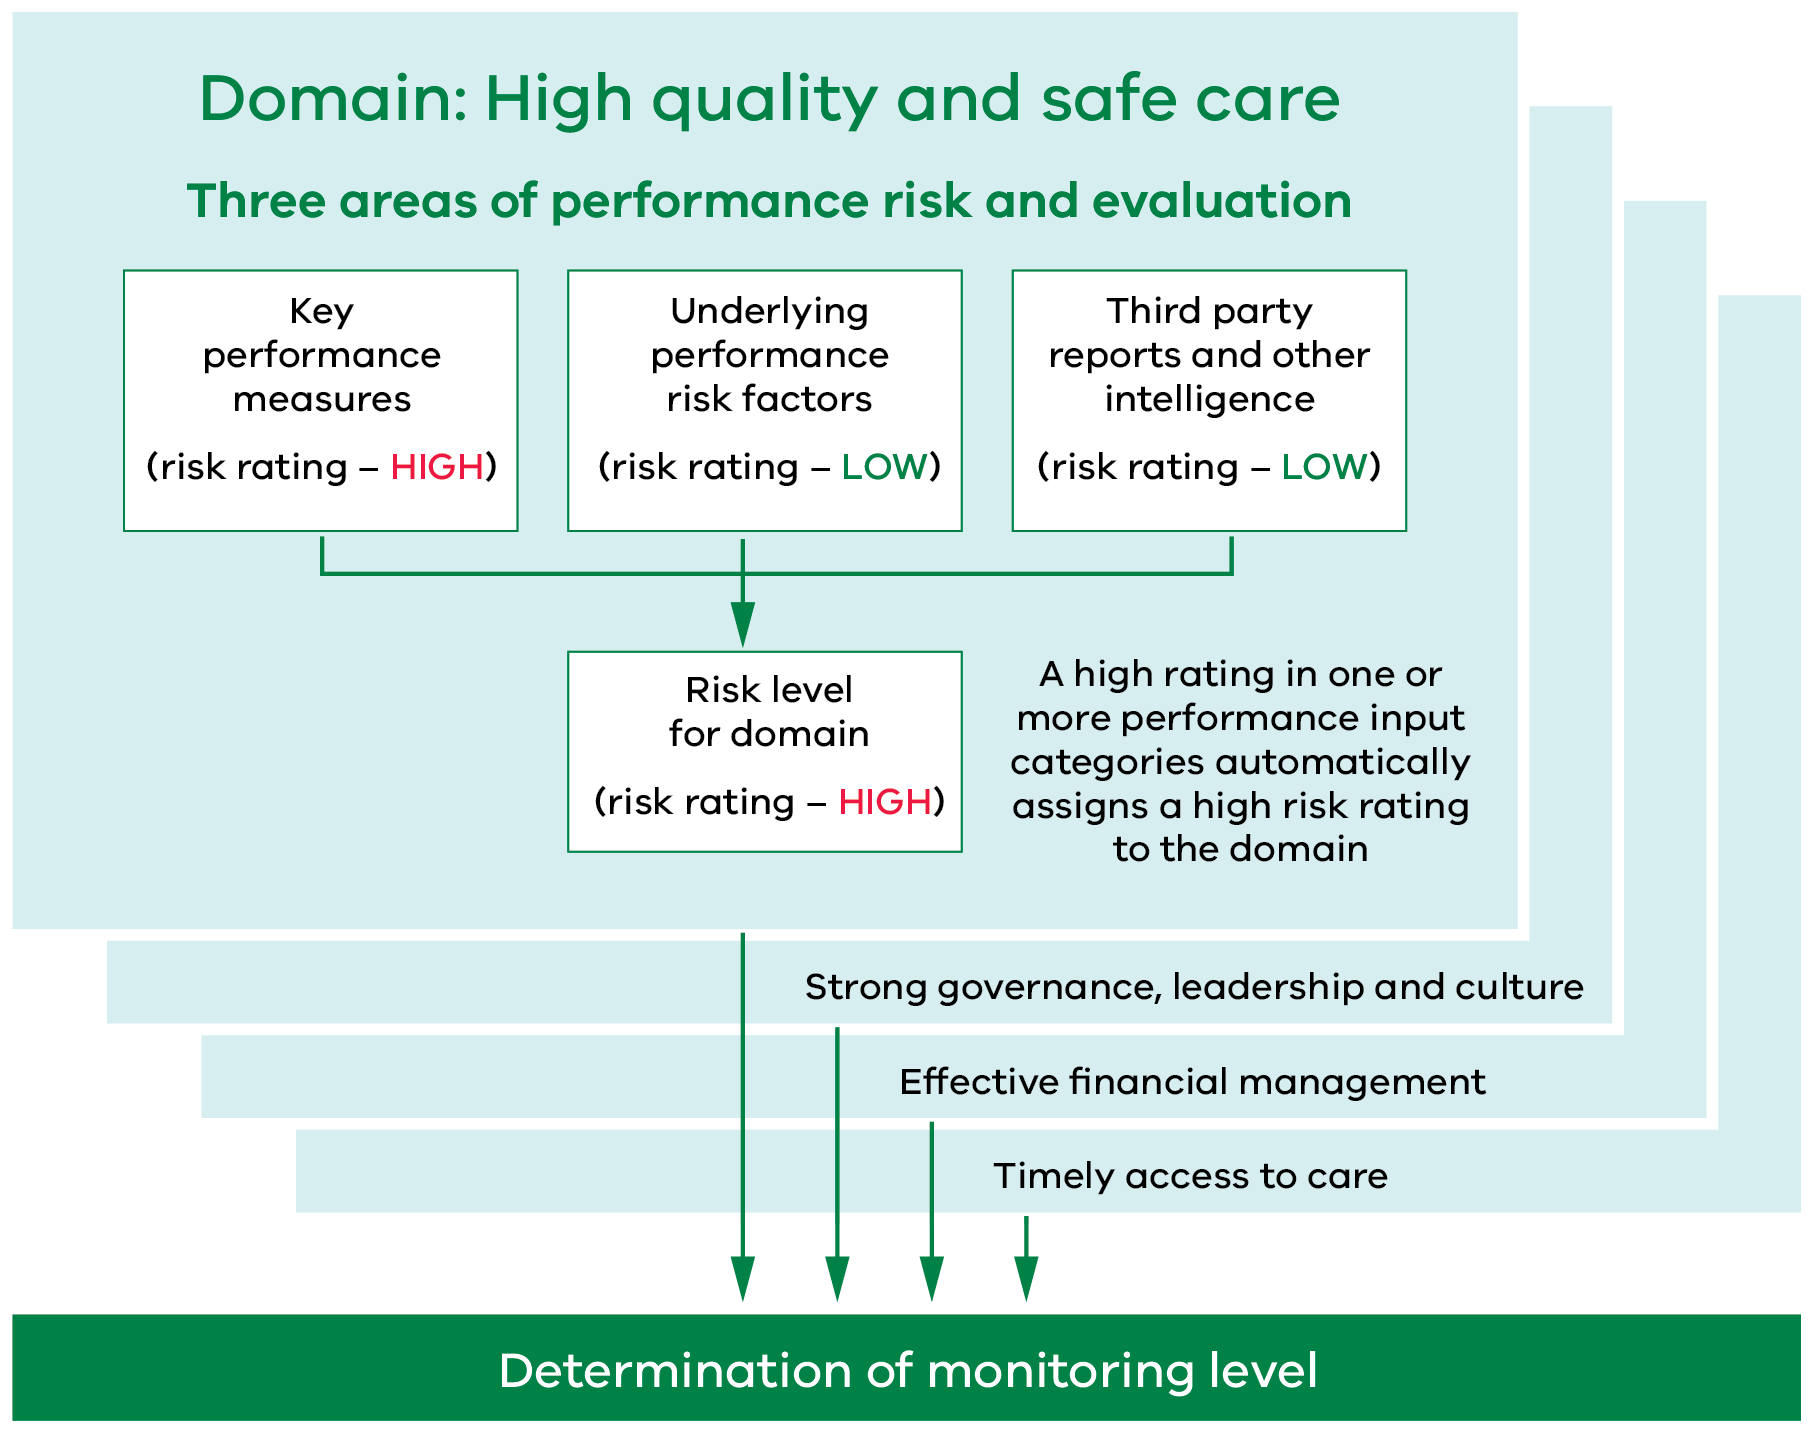 Domain: High quality and safe care
Three areas of performance risk and evaluation
Key
performance
measures
(risk rating – HIGH)
Underlying
performance
risk factors
(risk rating – LOW)
Third party
reports and other
intelligence
(risk rating – LOW)
Risk level
for domain
(risk rating – HIGH)
A high rating in one or
more performance input
categories automatically
assigns a high risk rating
to the domain
Strong governance, leadership and culture
Effective financial management
Timely access to care
Determination of monitoring level